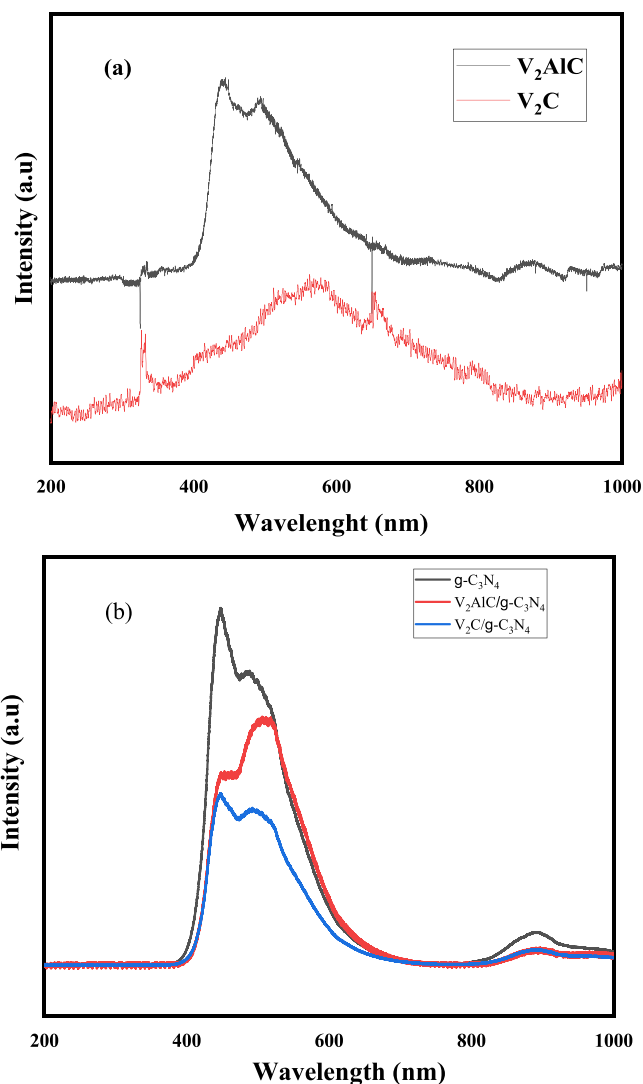 (a)
V₂AlC
V₂C
Intensity (a.u)
200 400 600 800 1000
Wavelenght (nm)
(b)
g-C₃N₄
V₂AlC/g-C₃N₄
V₂C/g-C₃N₄
Intensity (a.u)
200 400 600 800 1000
Wavelength (nm)